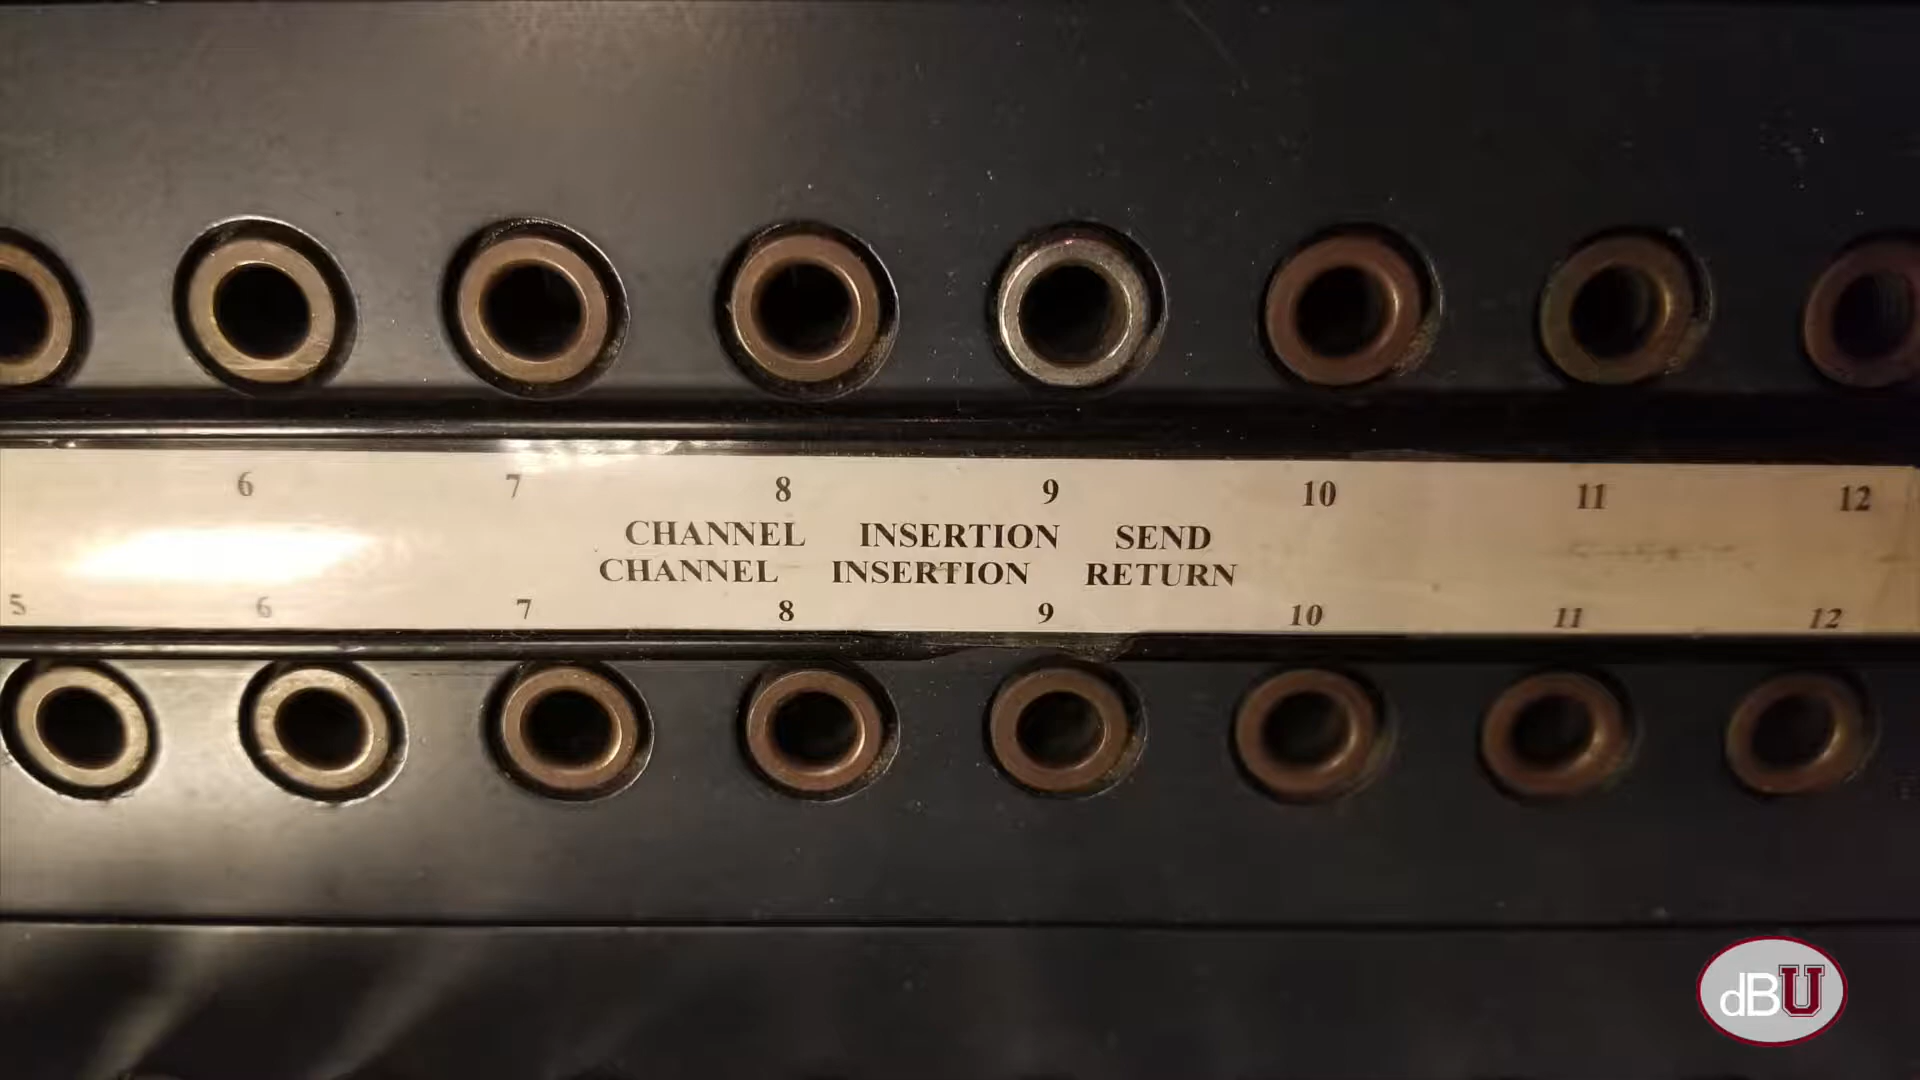 6 7 8 9 10 11 12
CHANNEL INSERTION SEND
CHANNEL INSERTION RETURN
5 6 7 8 9 10 11 12
dBU